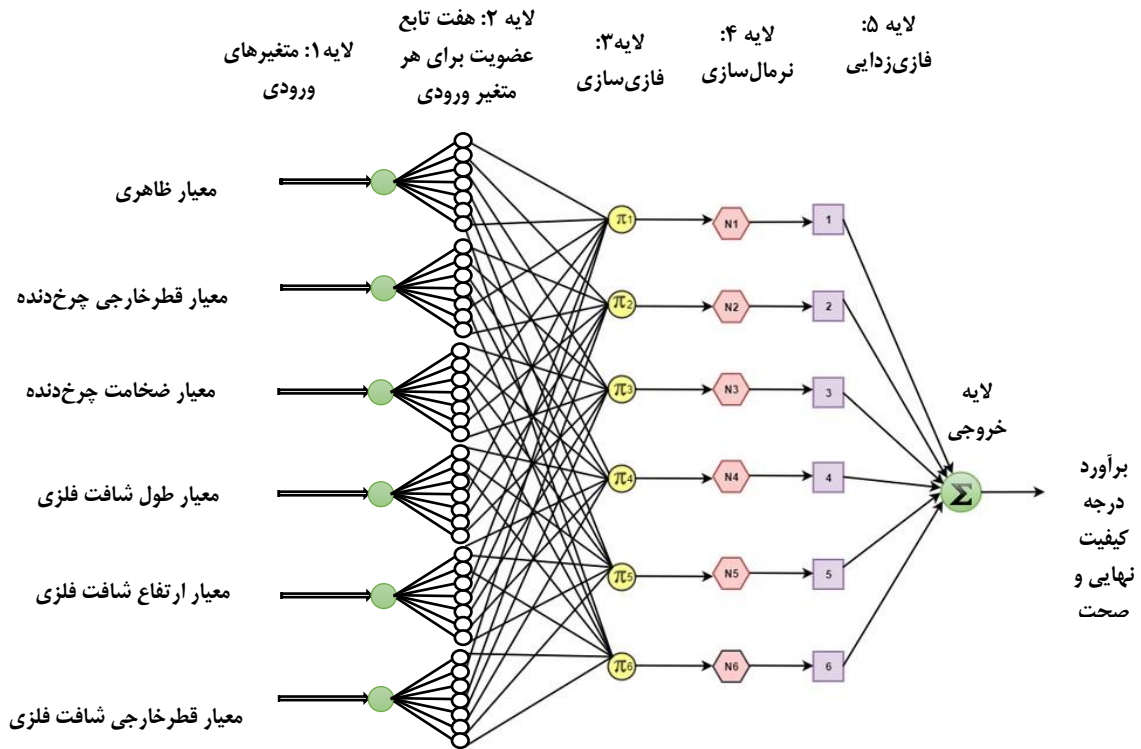 لایه۱: متغیرهای
ورودی
لایه ۲: هفت تابع
عضویت برای هر
متغیر ورودی
لایه۳:
فازی‌سازی
لایه ۴:
نرمال‌سازی
لایه ۵:
فازی‌زدایی
معیار ظاهری
معیار قطرخارجی چرخ‌دنده
معیار ضخامت چرخ‌دنده
معیار طول شافت فلزی
معیار ارتفاع شافت فلزی
معیار قطرخارجی شافت فلزی
π1
N1
1
π2
N2
2
π3
N3
3
π4
N4
4
π5
N5
5
π6
N6
6
لایه
خروجی
Σ
برآورد
درجه
کیفیت
نهایی و
صحت